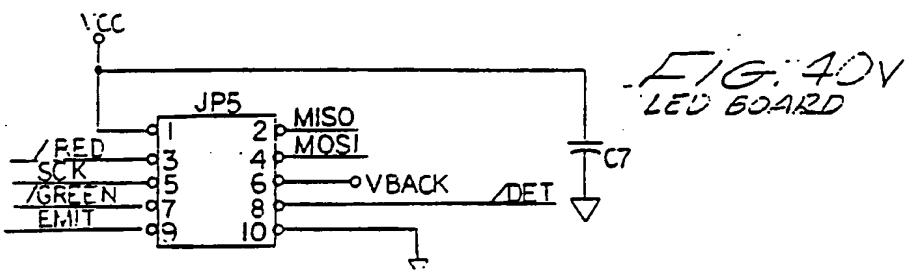 VCC
FIG. 40V
LED BOARD
JP5
1 2 MISO
/RED 3 4 MOSI
SCK 5 6 VBACK
/GREEN 7 8 /DET
EMIT 9 10
C7